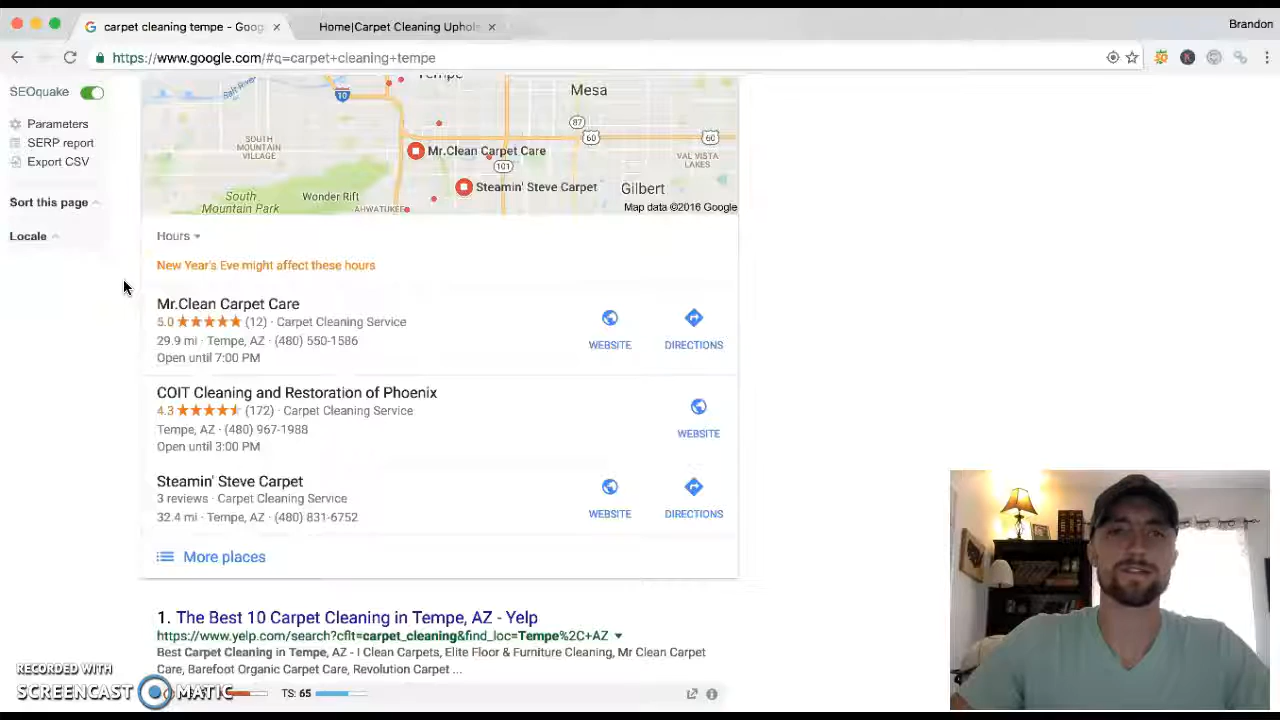 carpet cleaning tempe - Goog
Home|Carpet Cleaning Uphols
Brandon
https://www.google.com/#q=carpet+cleaning+tempe
SEOquake
Parameters
SERP report
Export CSV
Sort this page
Locale
Tempe
Mesa
Salt River
10
87
60
60
SOUTH
MOUNTAIN
VILLAGE
Mr.Clean Carpet Care
101
VAL VISTA
LAKES
Steamin' Steve Carpet
Gilbert
South
Mountain Park
Wonder Rift
AHWATUKEE
Map data ©2016 Google
Hours
New Year's Eve might affect these hours
Mr.Clean Carpet Care
5.0 ★★★★★ (12) · Carpet Cleaning Service
29.9 mi · Tempe, AZ · (480) 550-1586
Open until 7:00 PM
WEBSITE
DIRECTIONS
COIT Cleaning and Restoration of Phoenix
4.3 (172) · Carpet Cleaning Service
Tempe, AZ · (480) 967-1988
Open until 3:00 PM
WEBSITE
Steamin' Steve Carpet
3 reviews · Carpet Cleaning Service
32.4 mi · Tempe, AZ · (480) 831-6752
WEBSITE
DIRECTIONS
More places
1. The Best 10 Carpet Cleaning in Tempe, AZ - Yelp
https://www.yelp.com/search?cflt=carpet_cleaning&find_loc=Tempe%2C+AZ
Best Carpet Cleaning in Tempe, AZ - I Clean Carpets, Elite Floor & Furniture Cleaning, Mr Clean Carpet
Care, Barefoot Organic Carpet Care, Revolution Carpet ...
TS: 65
RECORDED WITH
SCREENCAST MATIC